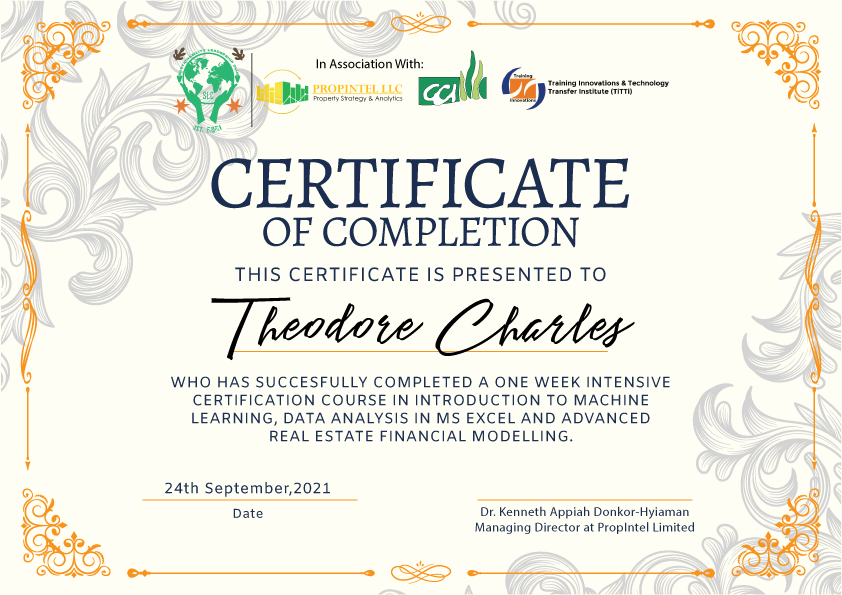 In Association With:
PROPINTEL LLC
Property Strategy & Analytics
CCI
Training
Innovations
Training Innovations & Technology
Transfer Institute (TiTTi)
CERTIFICATE
OF COMPLETION
THIS CERTIFICATE IS PRESENTED TO
Theodore Charles
WHO HAS SUCCESFULLY COMPLETED A ONE WEEK INTENSIVE
CERTIFICATION COURSE IN INTRODUCTION TO MACHINE
LEARNING, DATA ANALYSIS IN MS EXCEL AND ADVANCED
REAL ESTATE FINANCIAL MODELLING.
24th September,2021
Date
Dr. Kenneth Appiah Donkor-Hyiaman
Managing Director at PropIntel Limited